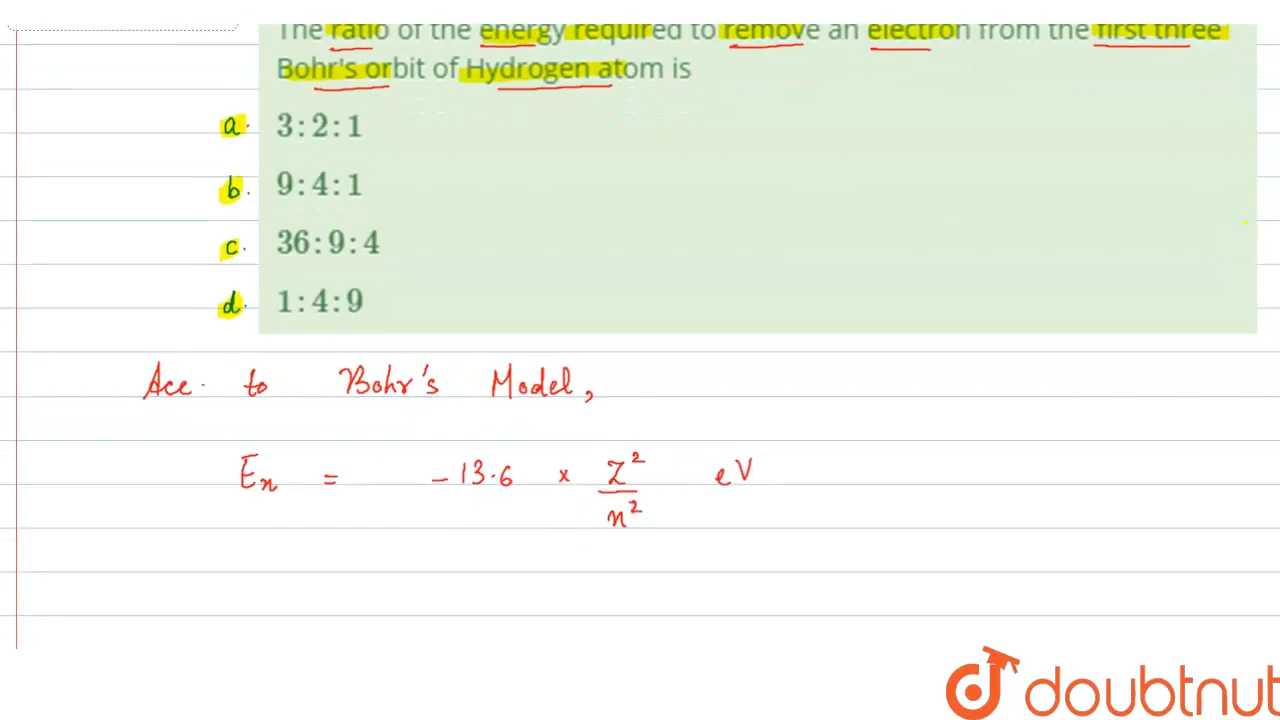 The ratio of the energy required to remove an electron from the first three
Bohr's orbit of Hydrogen atom is
a. 3 : 2 : 1
b. 9 : 4 : 1
c. 36 : 9 : 4
d. 1 : 4 : 9
Acc. to Bohr's Model,
En = -13.6 × Z²/n² eV
doubtnut